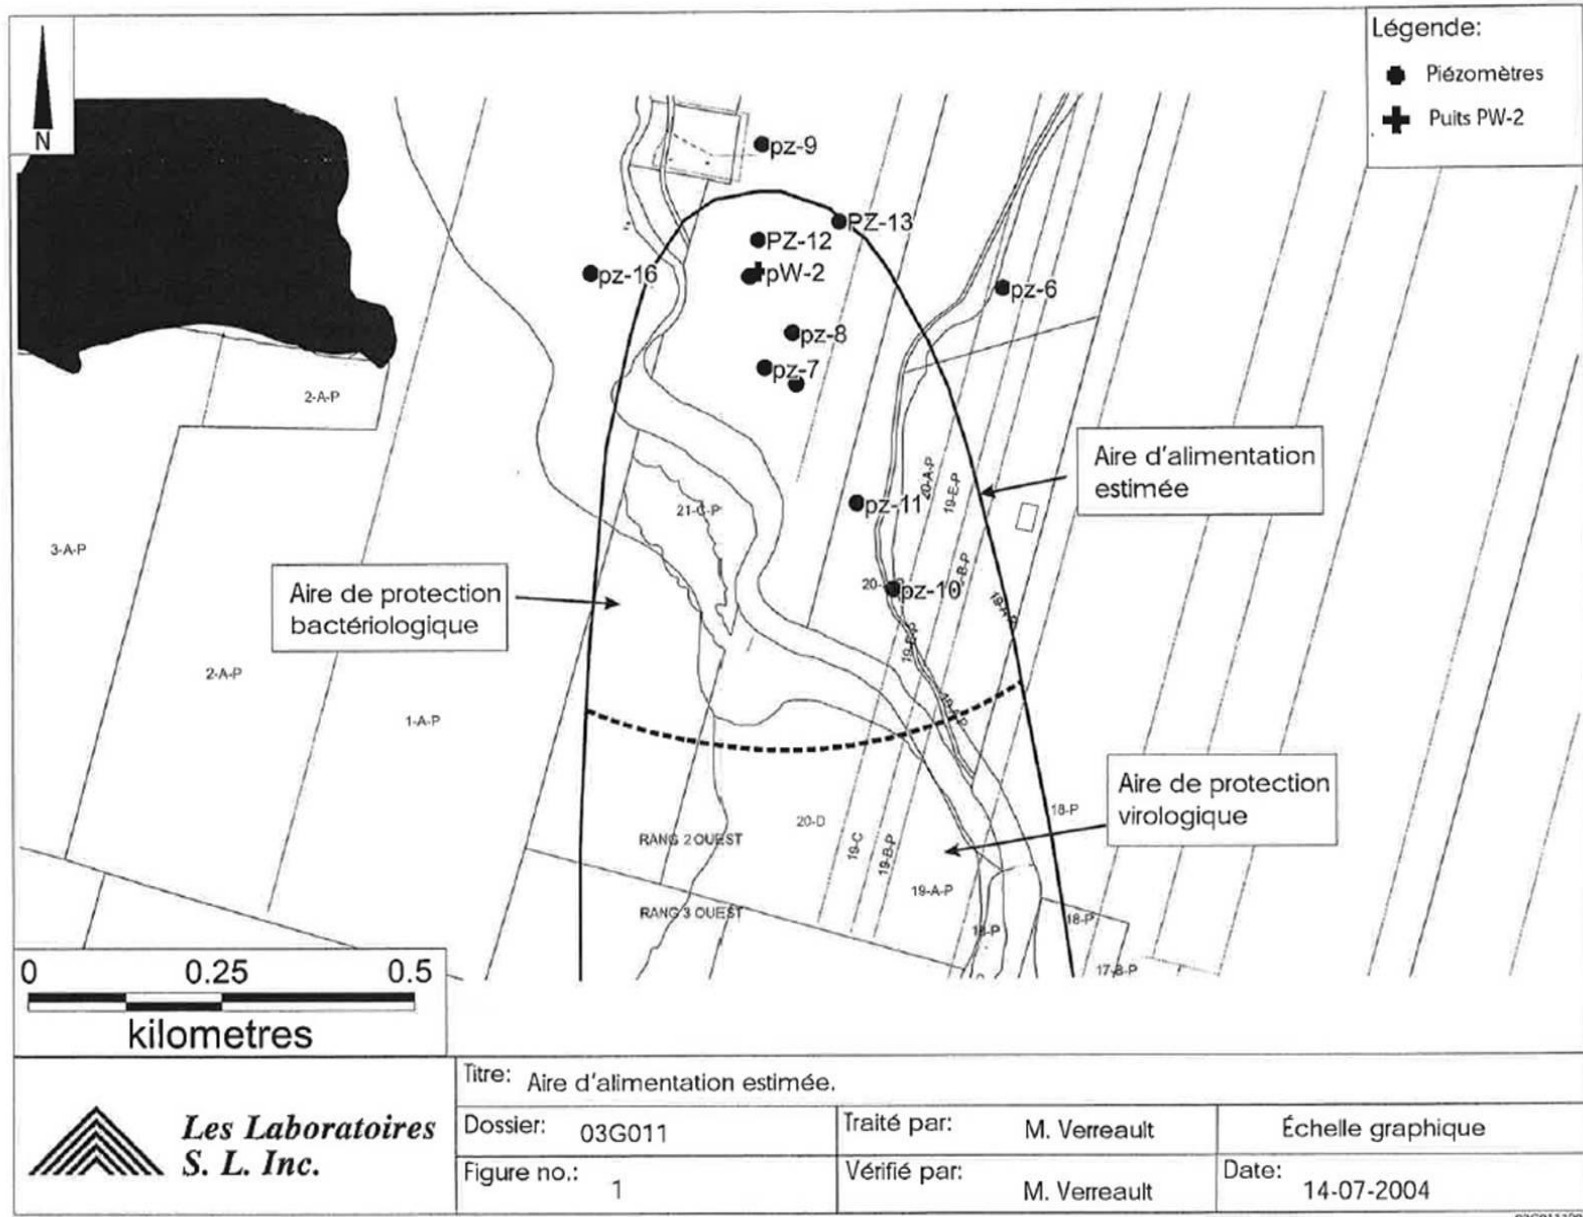 Légende:
Piézomètres
Puits PW-2
N
pz-9
PZ-13
PZ-12
pz-16
pW-2
pz-6
pz-8
pz-7
2-A-P
Aire d'alimentation
estimée
20-A-P
19-E-P
pz-11
21-C-P
3-A-P
Aire de protection
bactériologique
pz-10
2-A-P
1-A-P
Aire de protection
virologique
18-P
20-D
19-C
19-B-P
RANG 2 OUEST
19-A-P
RANG 3 OUEST
18-P
18-P
17-B-P
0 0.25 0.5
kilometres
Titre: Aire d'alimentation estimée.
Les Laboratoires
S. L. Inc.
Dossier: 03G011
Traité par: M. Verreault
Échelle graphique
Figure no.: 1
Vérifié par: M. Verreault
Date: 14-07-2004